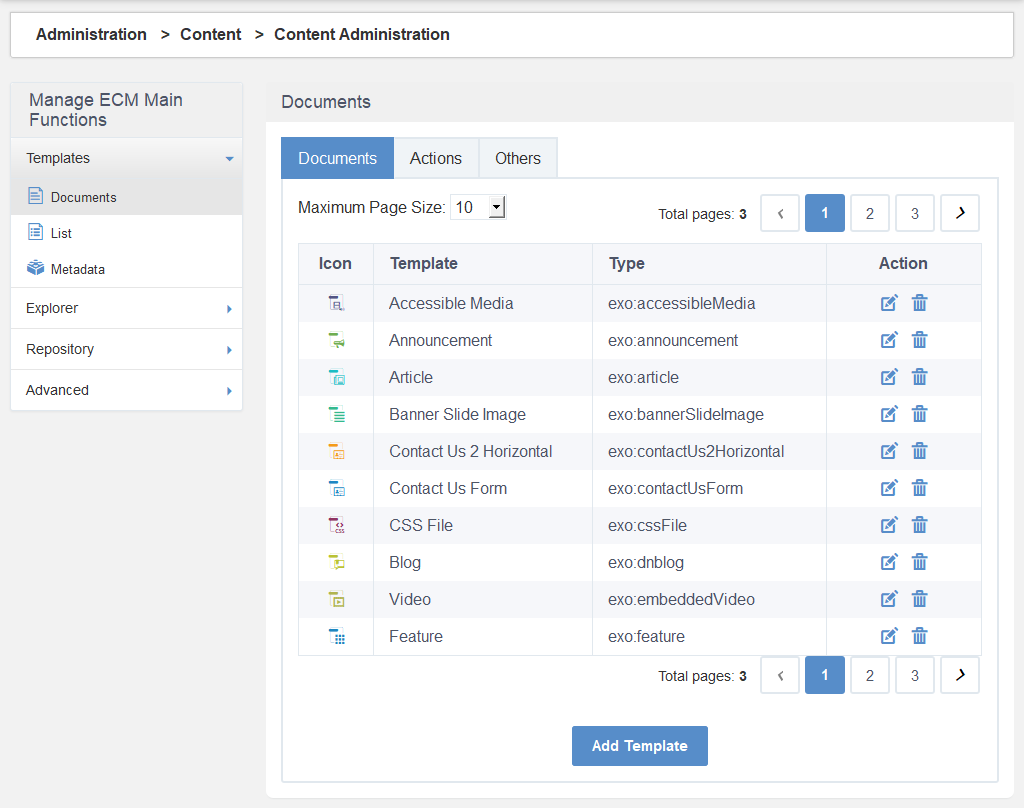 Administration > Content > Content Administration
Manage ECM Main
Functions
Templates
Documents
List
Metadata
Explorer
Repository
Advanced
Documents
Documents Actions Others
Maximum Page Size: 10
Total pages: 3 ‹ 1 2 3 >
Icon Template Type Action
Accessible Media exo:accessibleMedia
Announcement exo:announcement
Article exo:article
Banner Slide Image exo:bannerSlideImage
Contact Us 2 Horizontal exo:contactUs2Horizontal
Contact Us Form exo:contactUsForm
CSS CSS File exo:cssFile
Blog exo:dnblog
Video exo:embeddedVideo
Feature exo:feature
Total pages: 3 ‹ 1 2 3 >
Add Template